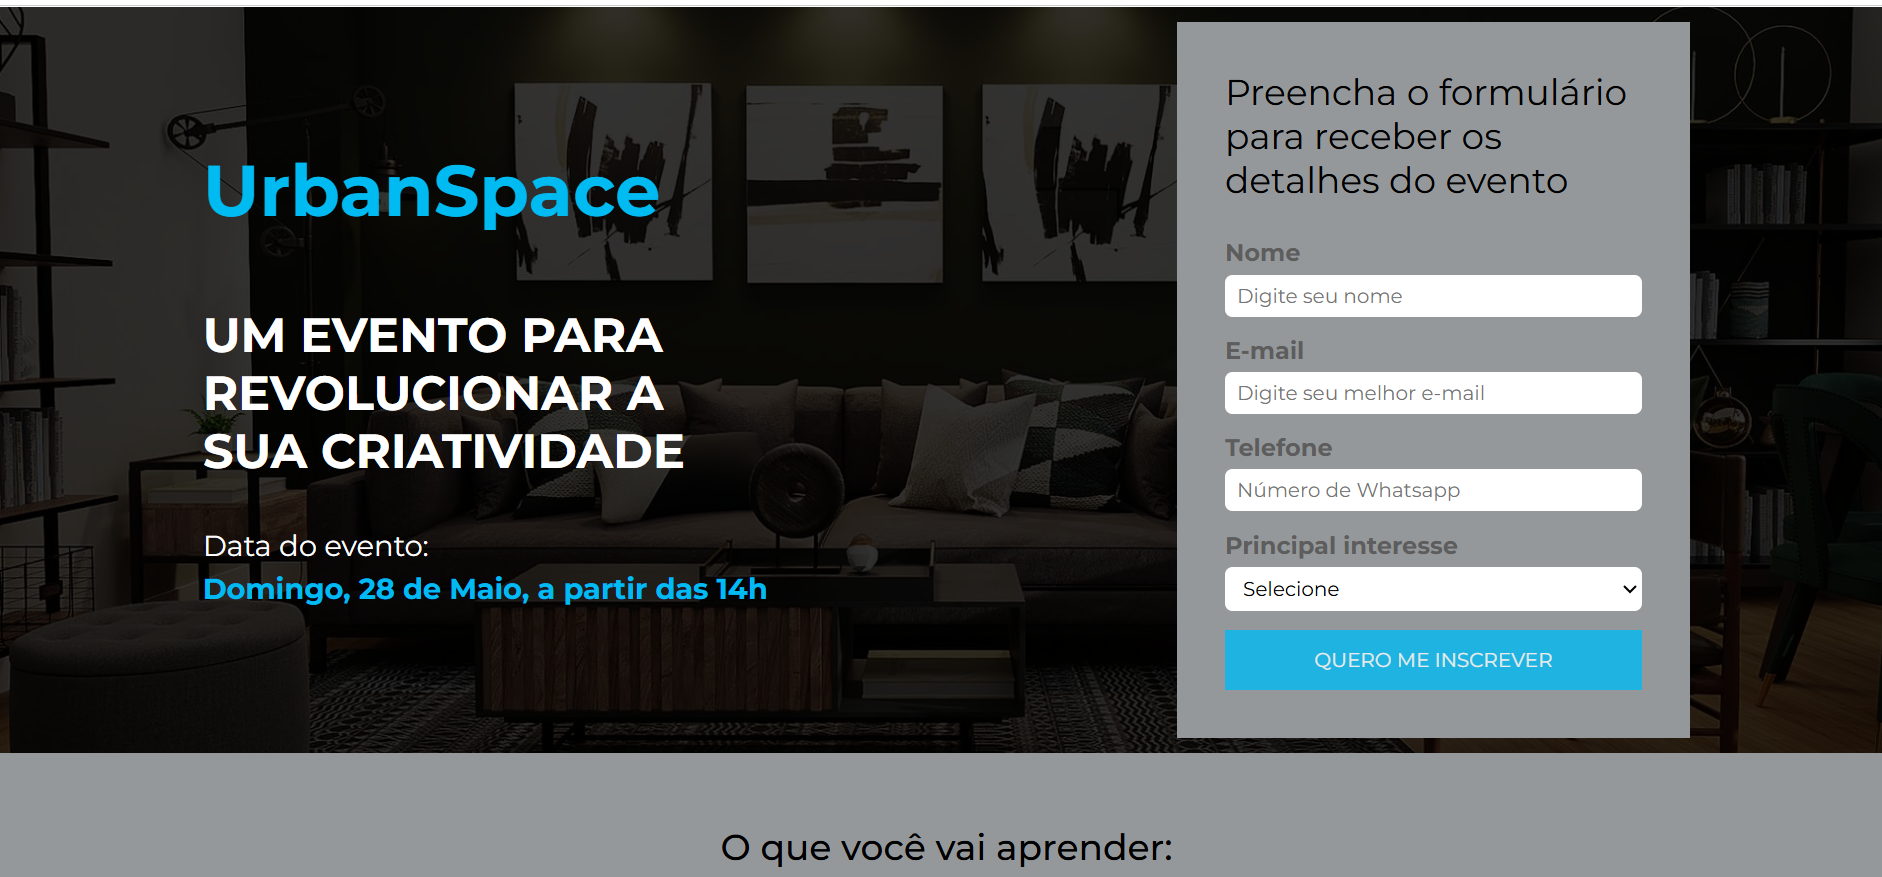 UrbanSpace
UM EVENTO PARA
REVOLUCIONAR A
SUA CRIATIVIDADE
Data do evento:
Domingo, 28 de Maio, a partir das 14h
Preencha o formulário
para receber os
detalhes do evento
Nome
Digite seu nome
E-mail
Digite seu melhor e-mail
Telefone
Número de Whatsapp
Principal interesse
Selecione
QUERO ME INSCREVER
O que você vai aprender: